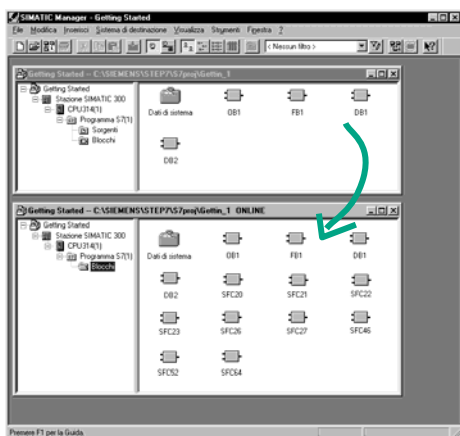 SIMATIC Manager - Getting Started
File Modifica Inserisci Sistema di destinazione Visualizza Strumenti Finestra ?
< Nessun filtro >
Getting Started -- C:\SIEMENS\STEP7\S7proj\Gettin_1
Getting Started
Stazione SIMATIC 300
CPU314(1)
Programma S7(1)
Sorgenti
Blocchi
Dati di sistema OB1 FB1 DB1
DB2
Getting Started -- C:\SIEMENS\STEP7\S7proj\Gettin_1 ONLINE
Getting Started
Stazione SIMATIC 300
CPU314(1)
Programma S7(1)
Blocchi
Dati di sistema OB1 FB1 DB1
DB2 SFC20 SFC21 SFC22
SFC23 SFC26 SFC27 SFC46
SFC52 SFC64
Premere F1 per la Guida.